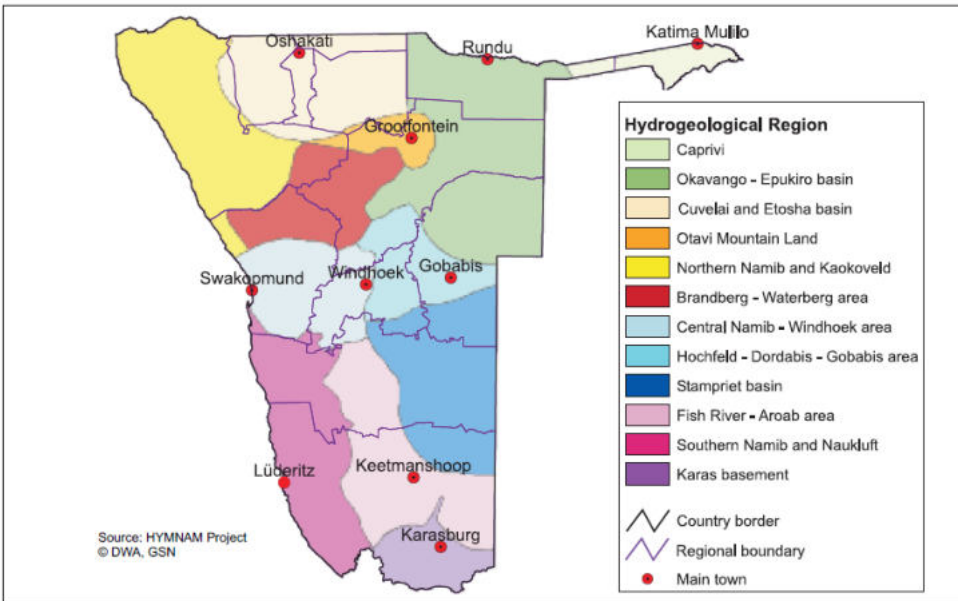 Oshakati
Rundu
Katima Mulilo
Grootfontein
Swakopmund
Windhoek
Gobabis
Lüderitz
Keetmanshoop
Karasburg
Source: HYMNAM Project
© DWA, GSN
Hydrogeological Region
Caprivi
Okavango - Epukiro basin
Cuvelai and Etosha basin
Otavi Mountain Land
Northern Namib and Kaokoveld
Brandberg - Waterberg area
Central Namib - Windhoek area
Hochfeld - Dordabis - Gobabis area
Stampriet basin
Fish River - Aroab area
Southern Namib and Naukluft
Karas basement
Country border
Regional boundary
Main town